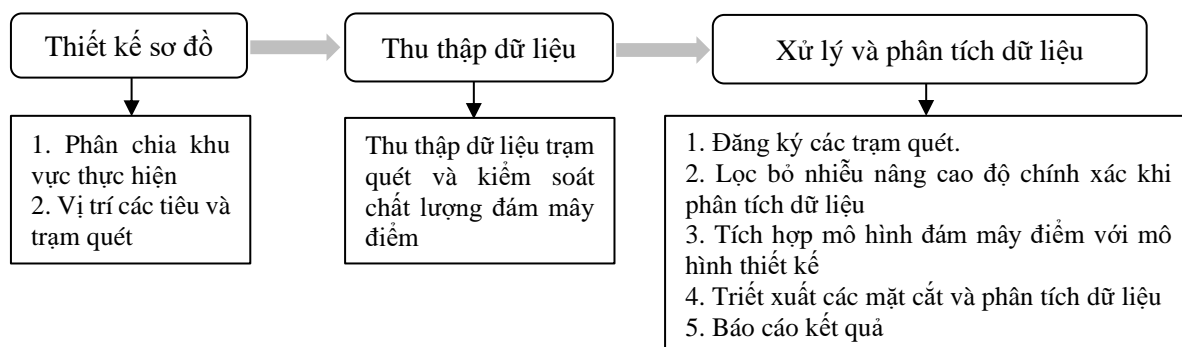 Thiết kế sơ đồ
Thu thập dữ liệu
Xử lý và phân tích dữ liệu
1. Phân chia khu
vực thực hiện
2. Vị trí các tiêu và
trạm quét
Thu thập dữ liệu trạm
quét và kiểm soát
chất lượng đám mây
điểm
1. Đăng ký các trạm quét.
2. Lọc bỏ nhiễu nâng cao độ chính xác khi
phân tích dữ liệu
3. Tích hợp mô hình đám mây điểm với mô
hình thiết kế
4. Triết xuất các mặt cắt và phân tích dữ liệu
5. Báo cáo kết quả